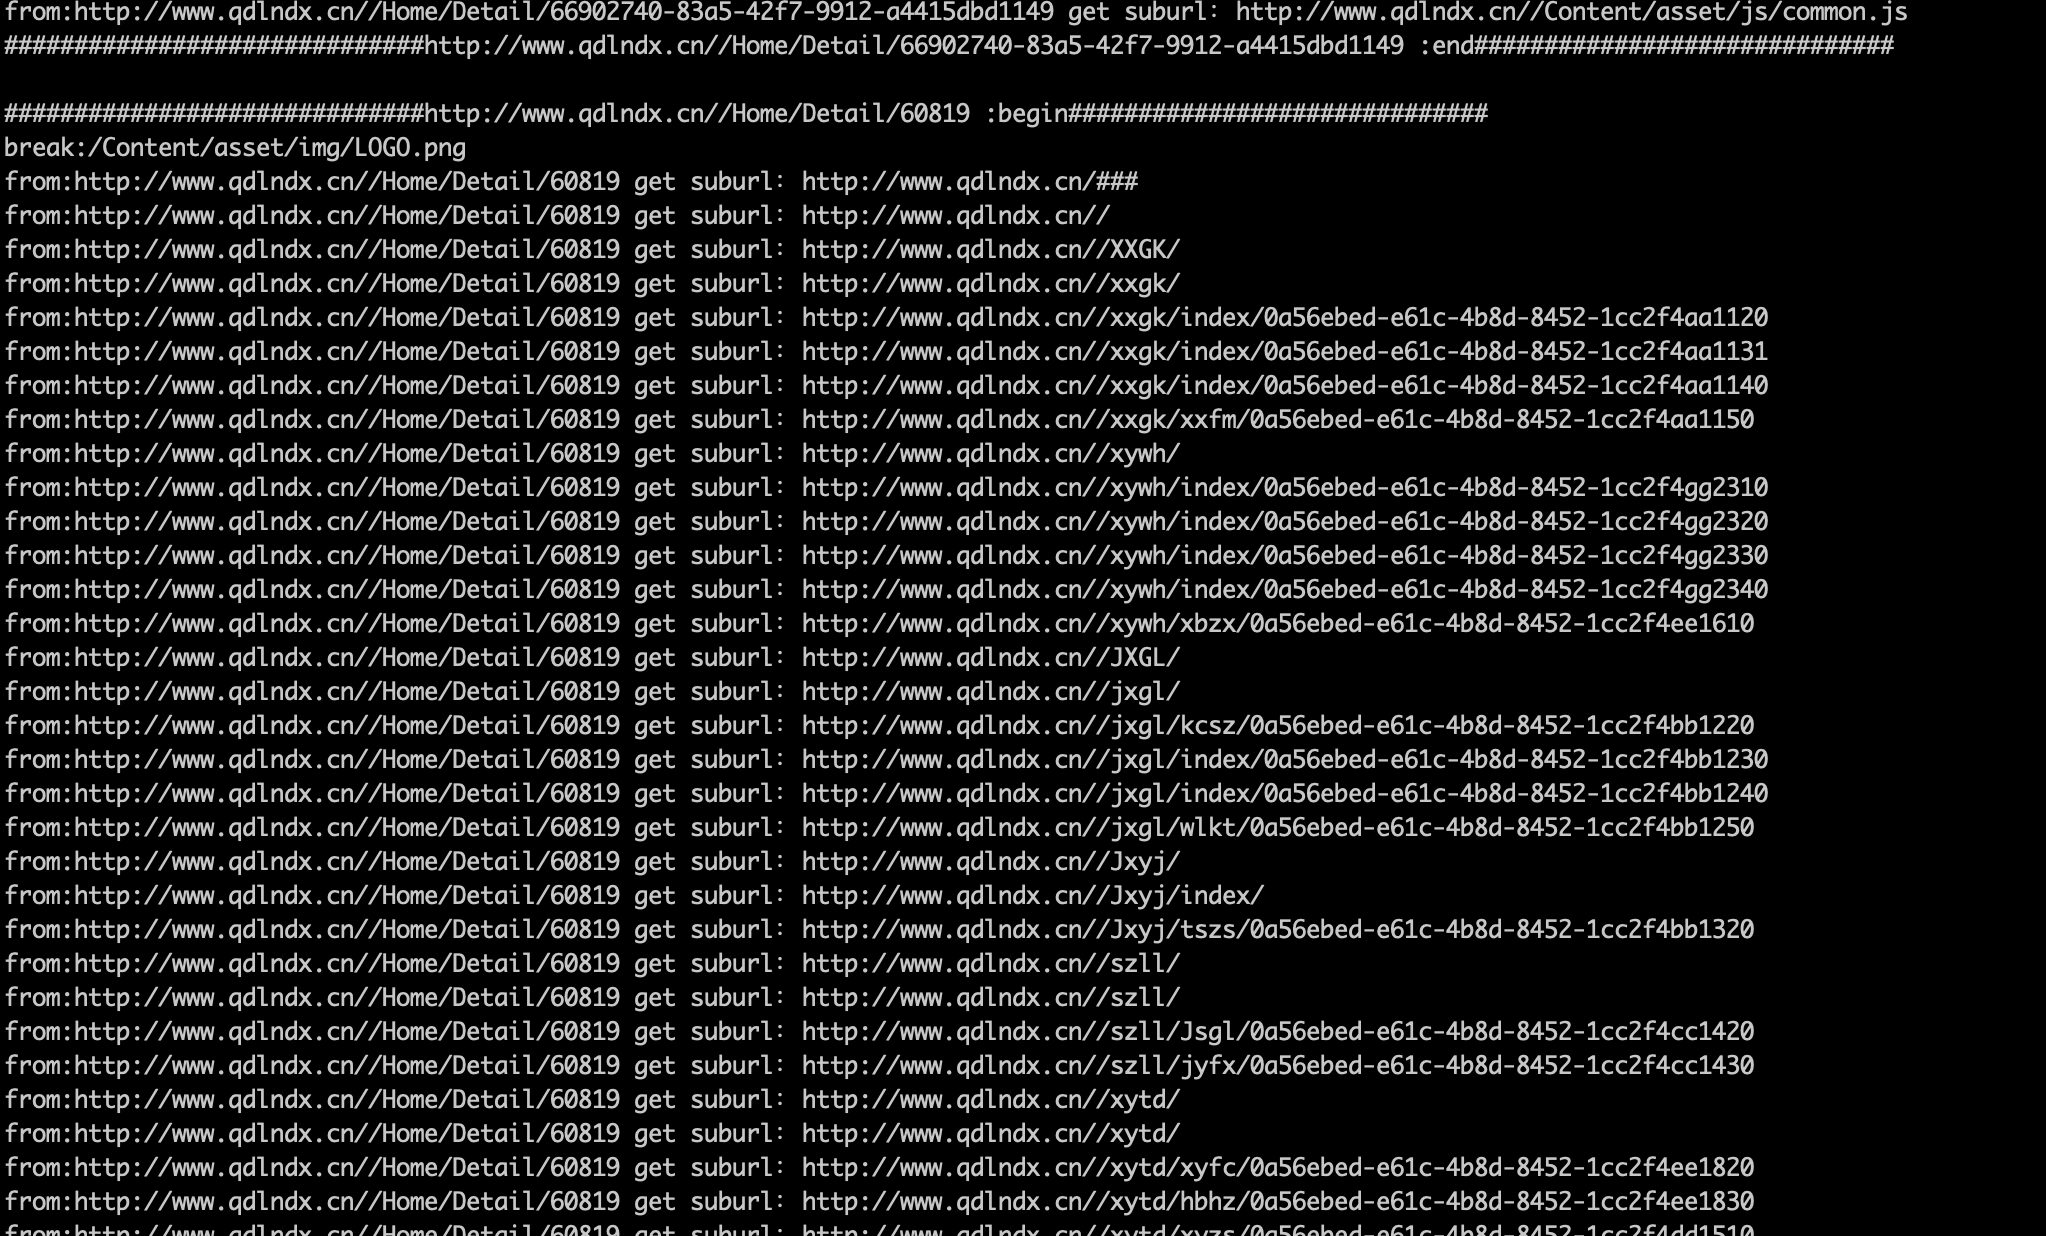 from:http://www.qdlndx.cn//Home/Detail/66902740-83a5-42f7-9912-a4415dbd1149 get suburl: http://www.qdlndx.cn//Content/asset/js/common.js
##############################http://www.qdlndx.cn//Home/Detail/66902740-83a5-42f7-9912-a4415dbd1149 :end##############################
##############################http://www.qdlndx.cn//Home/Detail/60819 :begin##############################
break:/Content/asset/img/LOGO.png
from:http://www.qdlndx.cn//Home/Detail/60819 get suburl: http://www.qdlndx.cn/###
from:http://www.qdlndx.cn//Home/Detail/60819 get suburl: http://www.qdlndx.cn//
from:http://www.qdlndx.cn//Home/Detail/60819 get suburl: http://www.qdlndx.cn//XXGK/
from:http://www.qdlndx.cn//Home/Detail/60819 get suburl: http://www.qdlndx.cn//xxgk/
from:http://www.qdlndx.cn//Home/Detail/60819 get suburl: http://www.qdlndx.cn//xxgk/index/0a56ebed-e61c-4b8d-8452-1cc2f4aa1120
from:http://www.qdlndx.cn//Home/Detail/60819 get suburl: http://www.qdlndx.cn//xxgk/index/0a56ebed-e61c-4b8d-8452-1cc2f4aa1131
from:http://www.qdlndx.cn//Home/Detail/60819 get suburl: http://www.qdlndx.cn//xxgk/index/0a56ebed-e61c-4b8d-8452-1cc2f4aa1140
from:http://www.qdlndx.cn//Home/Detail/60819 get suburl: http://www.qdlndx.cn//xxgk/xxfm/0a56ebed-e61c-4b8d-8452-1cc2f4aa1150
from:http://www.qdlndx.cn//Home/Detail/60819 get suburl: http://www.qdlndx.cn//xywh/
from:http://www.qdlndx.cn//Home/Detail/60819 get suburl: http://www.qdlndx.cn//xywh/index/0a56ebed-e61c-4b8d-8452-1cc2f4gg2310
from:http://www.qdlndx.cn//Home/Detail/60819 get suburl: http://www.qdlndx.cn//xywh/index/0a56ebed-e61c-4b8d-8452-1cc2f4gg2320
from:http://www.qdlndx.cn//Home/Detail/60819 get suburl: http://www.qdlndx.cn//xywh/index/0a56ebed-e61c-4b8d-8452-1cc2f4gg2330
from:http://www.qdlndx.cn//Home/Detail/60819 get suburl: http://www.qdlndx.cn//xywh/index/0a56ebed-e61c-4b8d-8452-1cc2f4gg2340
from:http://www.qdlndx.cn//Home/Detail/60819 get suburl: http://www.qdlndx.cn//xywh/xbzx/0a56ebed-e61c-4b8d-8452-1cc2f4ee1610
from:http://www.qdlndx.cn//Home/Detail/60819 get suburl: http://www.qdlndx.cn//JXGL/
from:http://www.qdlndx.cn//Home/Detail/60819 get suburl: http://www.qdlndx.cn//jxgl/
from:http://www.qdlndx.cn//Home/Detail/60819 get suburl: http://www.qdlndx.cn//jxgl/kcsz/0a56ebed-e61c-4b8d-8452-1cc2f4bb1220
from:http://www.qdlndx.cn//Home/Detail/60819 get suburl: http://www.qdlndx.cn//jxgl/index/0a56ebed-e61c-4b8d-8452-1cc2f4bb1230
from:http://www.qdlndx.cn//Home/Detail/60819 get suburl: http://www.qdlndx.cn//jxgl/index/0a56ebed-e61c-4b8d-8452-1cc2f4bb1240
from:http://www.qdlndx.cn//Home/Detail/60819 get suburl: http://www.qdlndx.cn//jxgl/wlkt/0a56ebed-e61c-4b8d-8452-1cc2f4bb1250
from:http://www.qdlndx.cn//Home/Detail/60819 get suburl: http://www.qdlndx.cn//Jxyj/
from:http://www.qdlndx.cn//Home/Detail/60819 get suburl: http://www.qdlndx.cn//Jxyj/index/
from:http://www.qdlndx.cn//Home/Detail/60819 get suburl: http://www.qdlndx.cn//Jxyj/tszs/0a56ebed-e61c-4b8d-8452-1cc2f4bb1320
from:http://www.qdlndx.cn//Home/Detail/60819 get suburl: http://www.qdlndx.cn//szll/
from:http://www.qdlndx.cn//Home/Detail/60819 get suburl: http://www.qdlndx.cn//szll/
from:http://www.qdlndx.cn//Home/Detail/60819 get suburl: http://www.qdlndx.cn//szll/Jsgl/0a56ebed-e61c-4b8d-8452-1cc2f4cc1420
from:http://www.qdlndx.cn//Home/Detail/60819 get suburl: http://www.qdlndx.cn//szll/jyfx/0a56ebed-e61c-4b8d-8452-1cc2f4cc1430
from:http://www.qdlndx.cn//Home/Detail/60819 get suburl: http://www.qdlndx.cn//xytd/
from:http://www.qdlndx.cn//Home/Detail/60819 get suburl: http://www.qdlndx.cn//xytd/
from:http://www.qdlndx.cn//Home/Detail/60819 get suburl: http://www.qdlndx.cn//xytd/xyfc/0a56ebed-e61c-4b8d-8452-1cc2f4ee1820
from:http://www.qdlndx.cn//Home/Detail/60819 get suburl: http://www.qdlndx.cn//xytd/hbhz/0a56ebed-e61c-4b8d-8452-1cc2f4ee1830
from:http://www.qdlndx.cn//Home/Detail/60819 get suburl: http://www.qdlndx.cn//xytd/xyzs/0a56ebed-e61c-4b8d-8452-1cc2f4dd1510